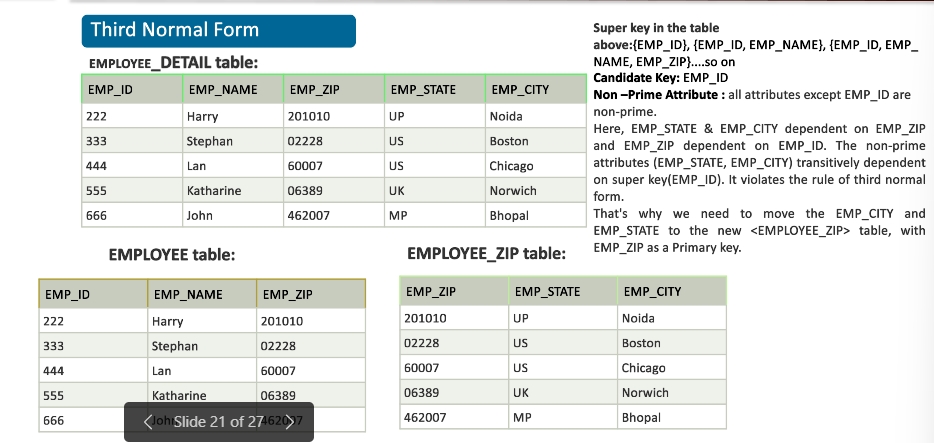 Third Normal Form
EMPLOYEE_DETAIL table:
EMP_ID EMP_NAME EMP_ZIP EMP_STATE EMP_CITY
222 Harry 201010 UP Noida
333 Stephan 02228 US Boston
444 Lan 60007 US Chicago
555 Katharine 06389 UK Norwich
666 John 462007 MP Bhopal
Super key in the table
above:{EMP_ID}, {EMP_ID, EMP_NAME}, {EMP_ID, EMP_
NAME, EMP_ZIP}....so on
Candidate Key: EMP_ID
Non –Prime Attribute : all attributes except EMP_ID are
non-prime.
Here, EMP_STATE & EMP_CITY dependent on EMP_ZIP
and EMP_ZIP dependent on EMP_ID. The non-prime
attributes (EMP_STATE, EMP_CITY) transitively dependent
on super key(EMP_ID). It violates the rule of third normal
form.
That's why we need to move the EMP_CITY and
EMP_STATE to the new <EMPLOYEE_ZIP> table, with
EMP_ZIP as a Primary key.
EMPLOYEE table:
EMP_ID EMP_NAME EMP_ZIP
222 Harry 201010
333 Stephan 02228
444 Lan 60007
555 Katharine 06389
666 John 462007
Slide 21 of 27
EMPLOYEE_ZIP table:
EMP_ZIP EMP_STATE EMP_CITY
201010 UP Noida
02228 US Boston
60007 US Chicago
06389 UK Norwich
462007 MP Bhopal